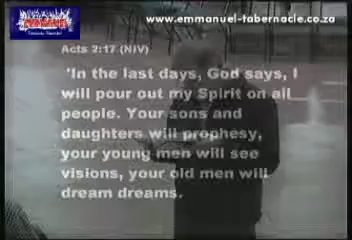 www.emmanuel-tabernacle.co.za
Acts 2:17 (NIV)
'In the last days, God says, I
will pour out my Spirit on all
people. Your sons and
daughters will prophesy,
your young men will see
visions, your old men will
dream dreams.